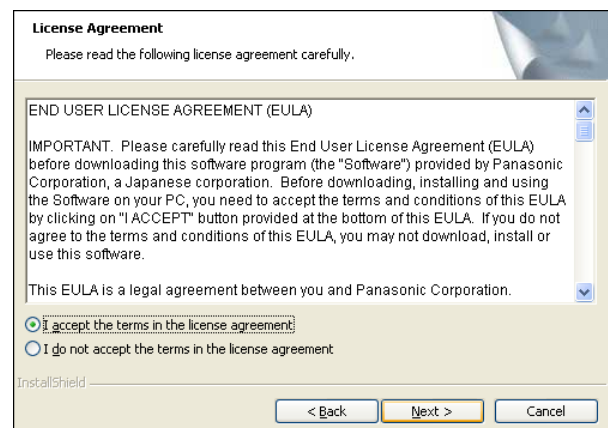 License Agreement
Please read the following license agreement carefully.
END USER LICENSE AGREEMENT (EULA)
IMPORTANT.  Please carefully read this End User License Agreement (EULA)
before downloading this software program (the "Software") provided by Panasonic
Corporation, a Japanese corporation.  Before downloading, installing and using
the Software on your PC, you need to accept the terms and conditions of this EULA
by clicking on "I ACCEPT" button provided at the bottom of this EULA.  If you do not
agree to the terms and conditions of this EULA, you may not download, install or
use this software.
This EULA is a legal agreement between you and Panasonic Corporation.
I accept the terms in the license agreement
I do not accept the terms in the license agreement
InstallShield
< Back Next > Cancel